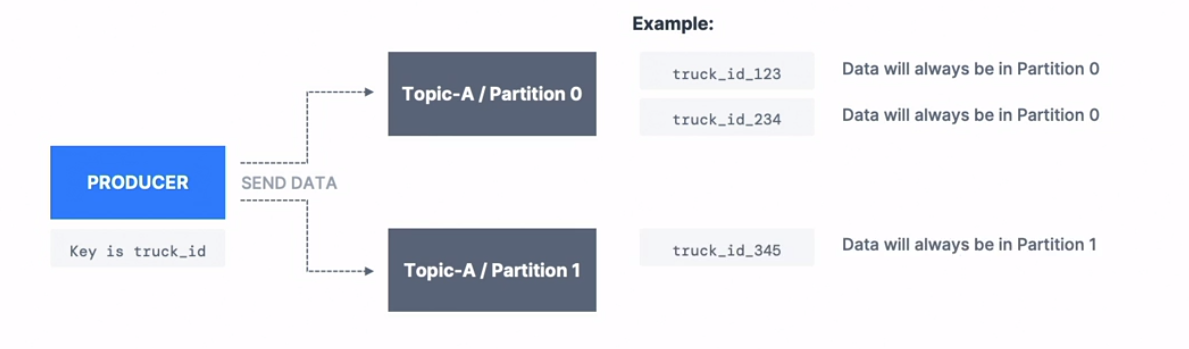 Example:
Topic-A / Partition 0
truck_id_123
Data will always be in Partition 0
truck_id_234
Data will always be in Partition 0
PRODUCER
SEND DATA
Key is truck_id
Topic-A / Partition 1
truck_id_345
Data will always be in Partition 1